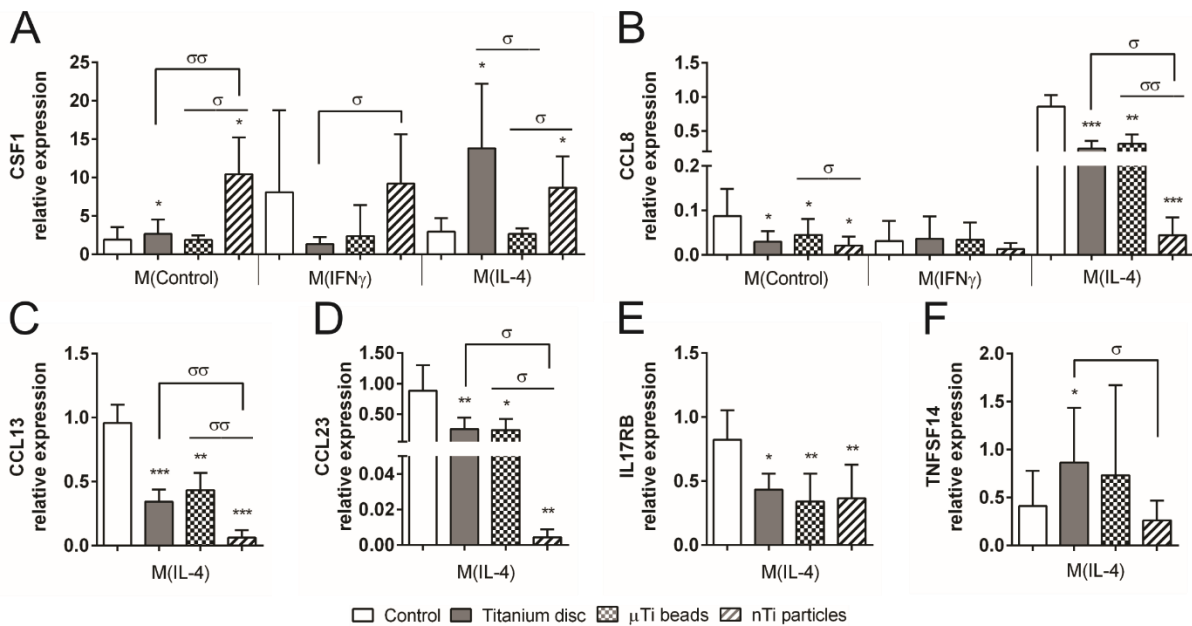 A
CSF1
relative expression
25
20
15
10
5
0
σσ
σ
*
*
σ
σ
σ
*
*
M(Control)
M(IFNγ)
M(IL-4)
B
CCL8
relative expression
1.5
1.0
0.5
0.2
0.1
0.0
σ
*
*
*
σ
σσ
***
**
***
M(Control)
M(IFNγ)
M(IL-4)
C
CCL13
relative expression
1.5
1.0
0.5
0.0
σσ
σσ
***
**
***
M(IL-4)
D
CCL23
relative expression
1.50
1.00
0.50
0.04
0.02
0.00
σ
σ
**
*
**
M(IL-4)
E
IL17RB
relative expression
1.5
1.0
0.5
0.0
*
**
**
M(IL-4)
F
TNFSF14
relative expression
2.0
1.5
1.0
0.5
0.0
σ
*
M(IL-4)
Control Titanium disc μTi beads nTi particles